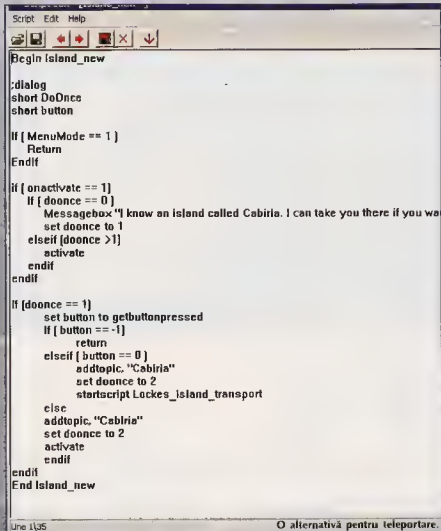 Script Edit Help
Begin Island_new
;dialog
short DoOnce
short button
If ( MenuMode == 1 )
Return
Endif
if ( onactivate == 1)
If ( doonce == 0 )
Messagebox "I know an island called Cabiria. I can take you there if you wa
set doonce to 1
elseif (doonce >1)
activate
endif
endif
If (doonce == 1)
set button to getbuttonpressed
If ( button == -1)
return
elseif ( button == 0 )
addtopic, "Cabiria"
set doonce to 2
startscript Lockes_island_transport
else
addtopic, "Cabiria"
set doonce to 2
activate
endif
endif
End Island_new
Line 1\35
O alternativă pentru teleportare.